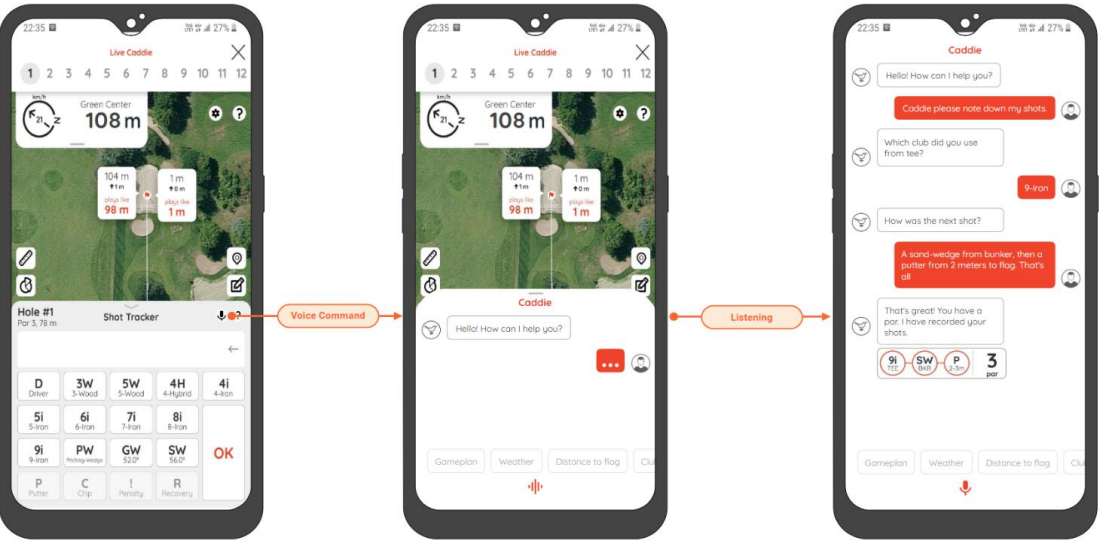 22:35 27%
Live Caddie
1 2 3 4 5 6 7 8 9 10 11 12
km/h
21
Z
Green Center
108 m
?
104 m
1 m
plays like
98 m
1 m
0 m
plays like
1 m
Hole #1
Par 3, 78 m
Shot Tracker
?
D
Driver
3W
3-Wood
5W
5-Wood
4H
4-Hybrid
4i
4-Iron
5i
5-Iron
6i
6-Iron
7i
7-Iron
8i
8-Iron
9i
9-Iron
PW
Pitching-Wedge
GW
52.0°
SW
56.0°
OK
P
Putter
C
Chip
!
Penalty
R
Recovery
Voice Command
22:35 27%
Live Caddie
1 2 3 4 5 6 7 8 9 10 11 12
km/h
21
Z
Green Center
108 m
?
104 m
1 m
plays like
98 m
1 m
0 m
plays like
1 m
Caddie
Hello! How can I help you?
...
Gameplan
Weather
Distance to flag
Clu
Listening
22:35 27%
Caddie
Hello! How can I help you?
Caddie please note down my shots.
Which club did you use
from tee?
9-iron
How was the next shot?
A sand-wedge from bunker, then a
putter from 2 meters to flag. That's
all
That's great! You have a
par. I have recorded your
shots.
9i
TEE
SW
BKR
P
2-3m
3
par
Gameplan
Weather
Distance to flag
Clu